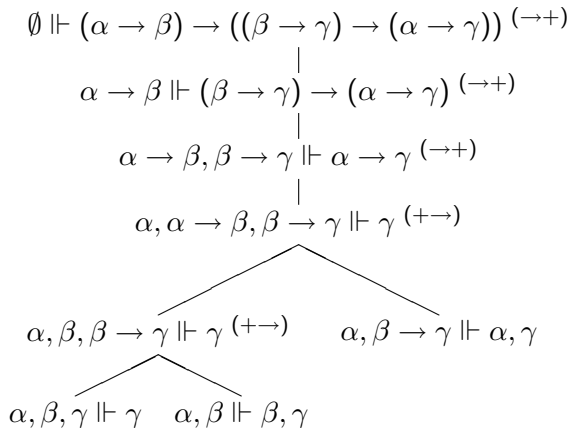 ∅ ⊩ (α → β) → ((β → γ) → (α → γ)) (→+)
α → β ⊩ (β → γ) → (α → γ) (→+)
α → β, β → γ ⊩ α → γ (→+)
α, α → β, β → γ ⊩ γ (+→)
α, β, β → γ ⊩ γ (+→) α, β → γ ⊩ α, γ
α, β, γ ⊩ γ α, β ⊩ β, γ